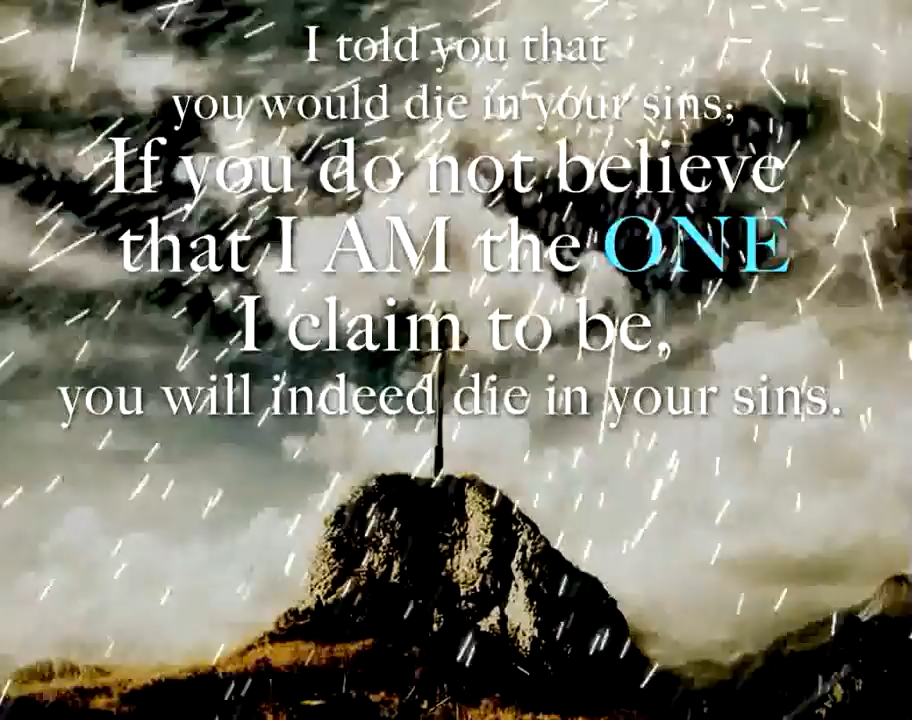 I told you that
you would die in your sins;
If you do not believe
that I AM the ONE
I claim to be,
you will indeed die in your sins.